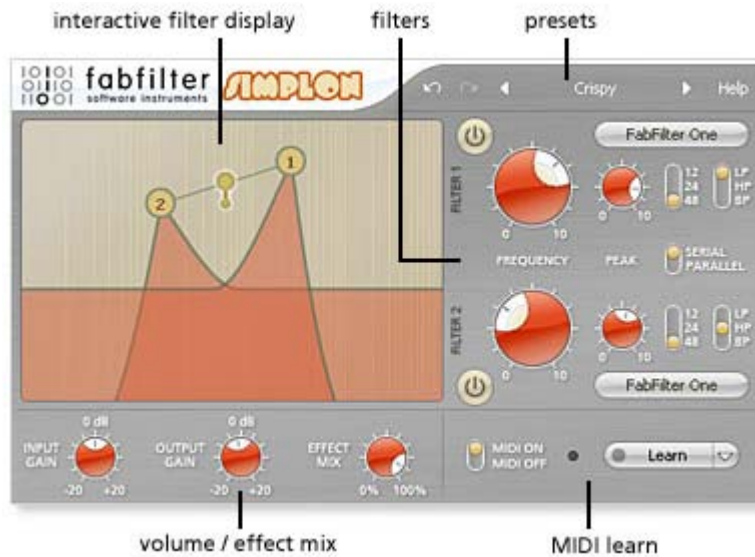 interactive filter display
filters
presets
fabfilter
software instruments
SIMPLON
Crispy
Help
FabFilter One
FILTER 1
0 10
0 10
12
24
48
LP
HP
BP
1
2
FREQUENCY
PEAK
SERIAL
PARALLEL
FILTER 2
0 10
0 10
12
24
48
LP
HP
BP
FabFilter One
INPUT
GAIN
0 dB
-20 +20
OUTPUT
GAIN
0 dB
-20 +20
EFFECT
MIX
0% 100%
MIDI ON
MIDI OFF
Learn
volume / effect mix
MIDI learn